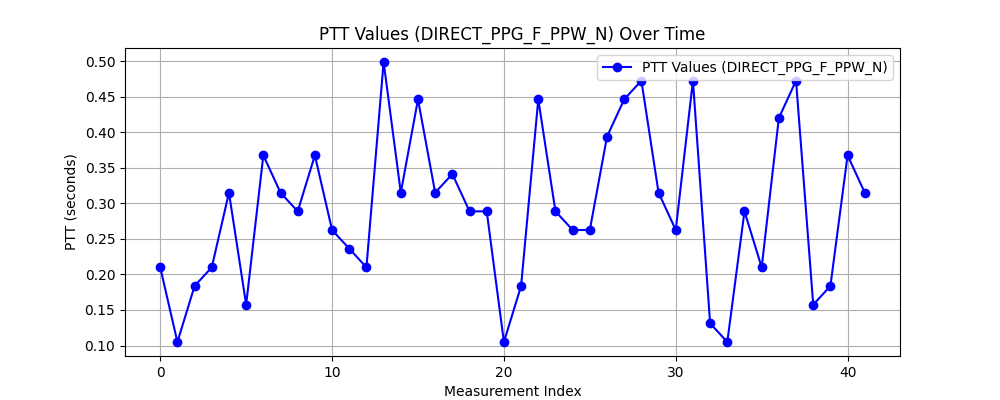 PTT Values (DIRECT_PPG_F_PPW_N) Over Time
PTT Values (DIRECT_PPG_F_PPW_N)
PTT (seconds)
0.50
0.45
0.40
0.35
0.30
0.25
0.20
0.15
0.10
0 10 20 30 40
Measurement Index